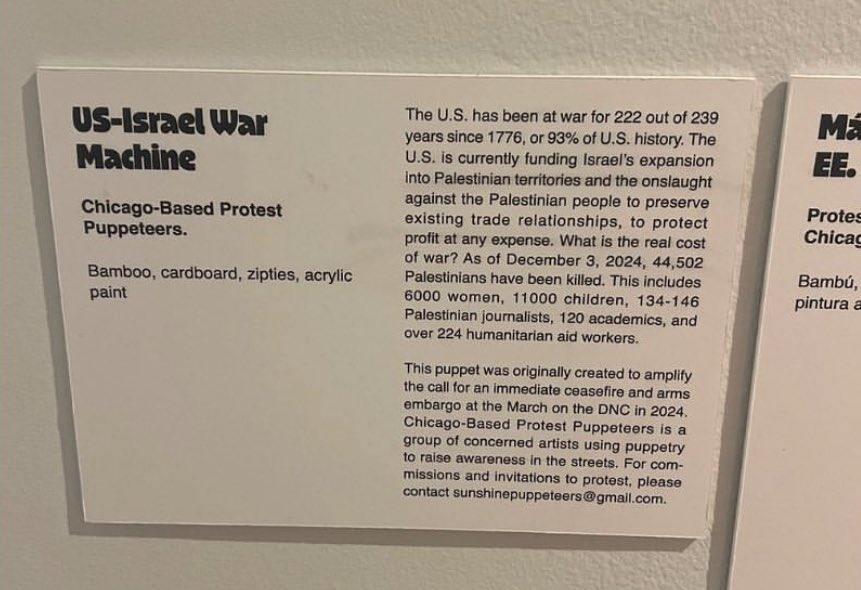 US-Israel War
Machine
Chicago-Based Protest
Puppeteers.
Bamboo, cardboard, zipties, acrylic
paint
The U.S. has been at war for 222 out of 239
years since 1776, or 93% of U.S. history. The
U.S. is currently funding Israel's expansion
into Palestinian territories and the onslaught
against the Palestinian people to preserve
existing trade relationships, to protect
profit at any expense. What is the real cost
of war? As of December 3, 2024, 44,502
Palestinians have been killed. This includes
6000 women, 11000 children, 134-146
Palestinian journalists, 120 academics, and
over 224 humanitarian aid workers.
This puppet was originally created to amplify
the call for an immediate ceasefire and arms
embargo at the March on the DNC in 2024.
Chicago-Based Protest Puppeteers is a
group of concerned artists using puppetry
to raise awareness in the streets. For com-
missions and invitations to protest, please
contact sunshinepuppeteers@gmail.com.
EE.
Bambú,
pintura a